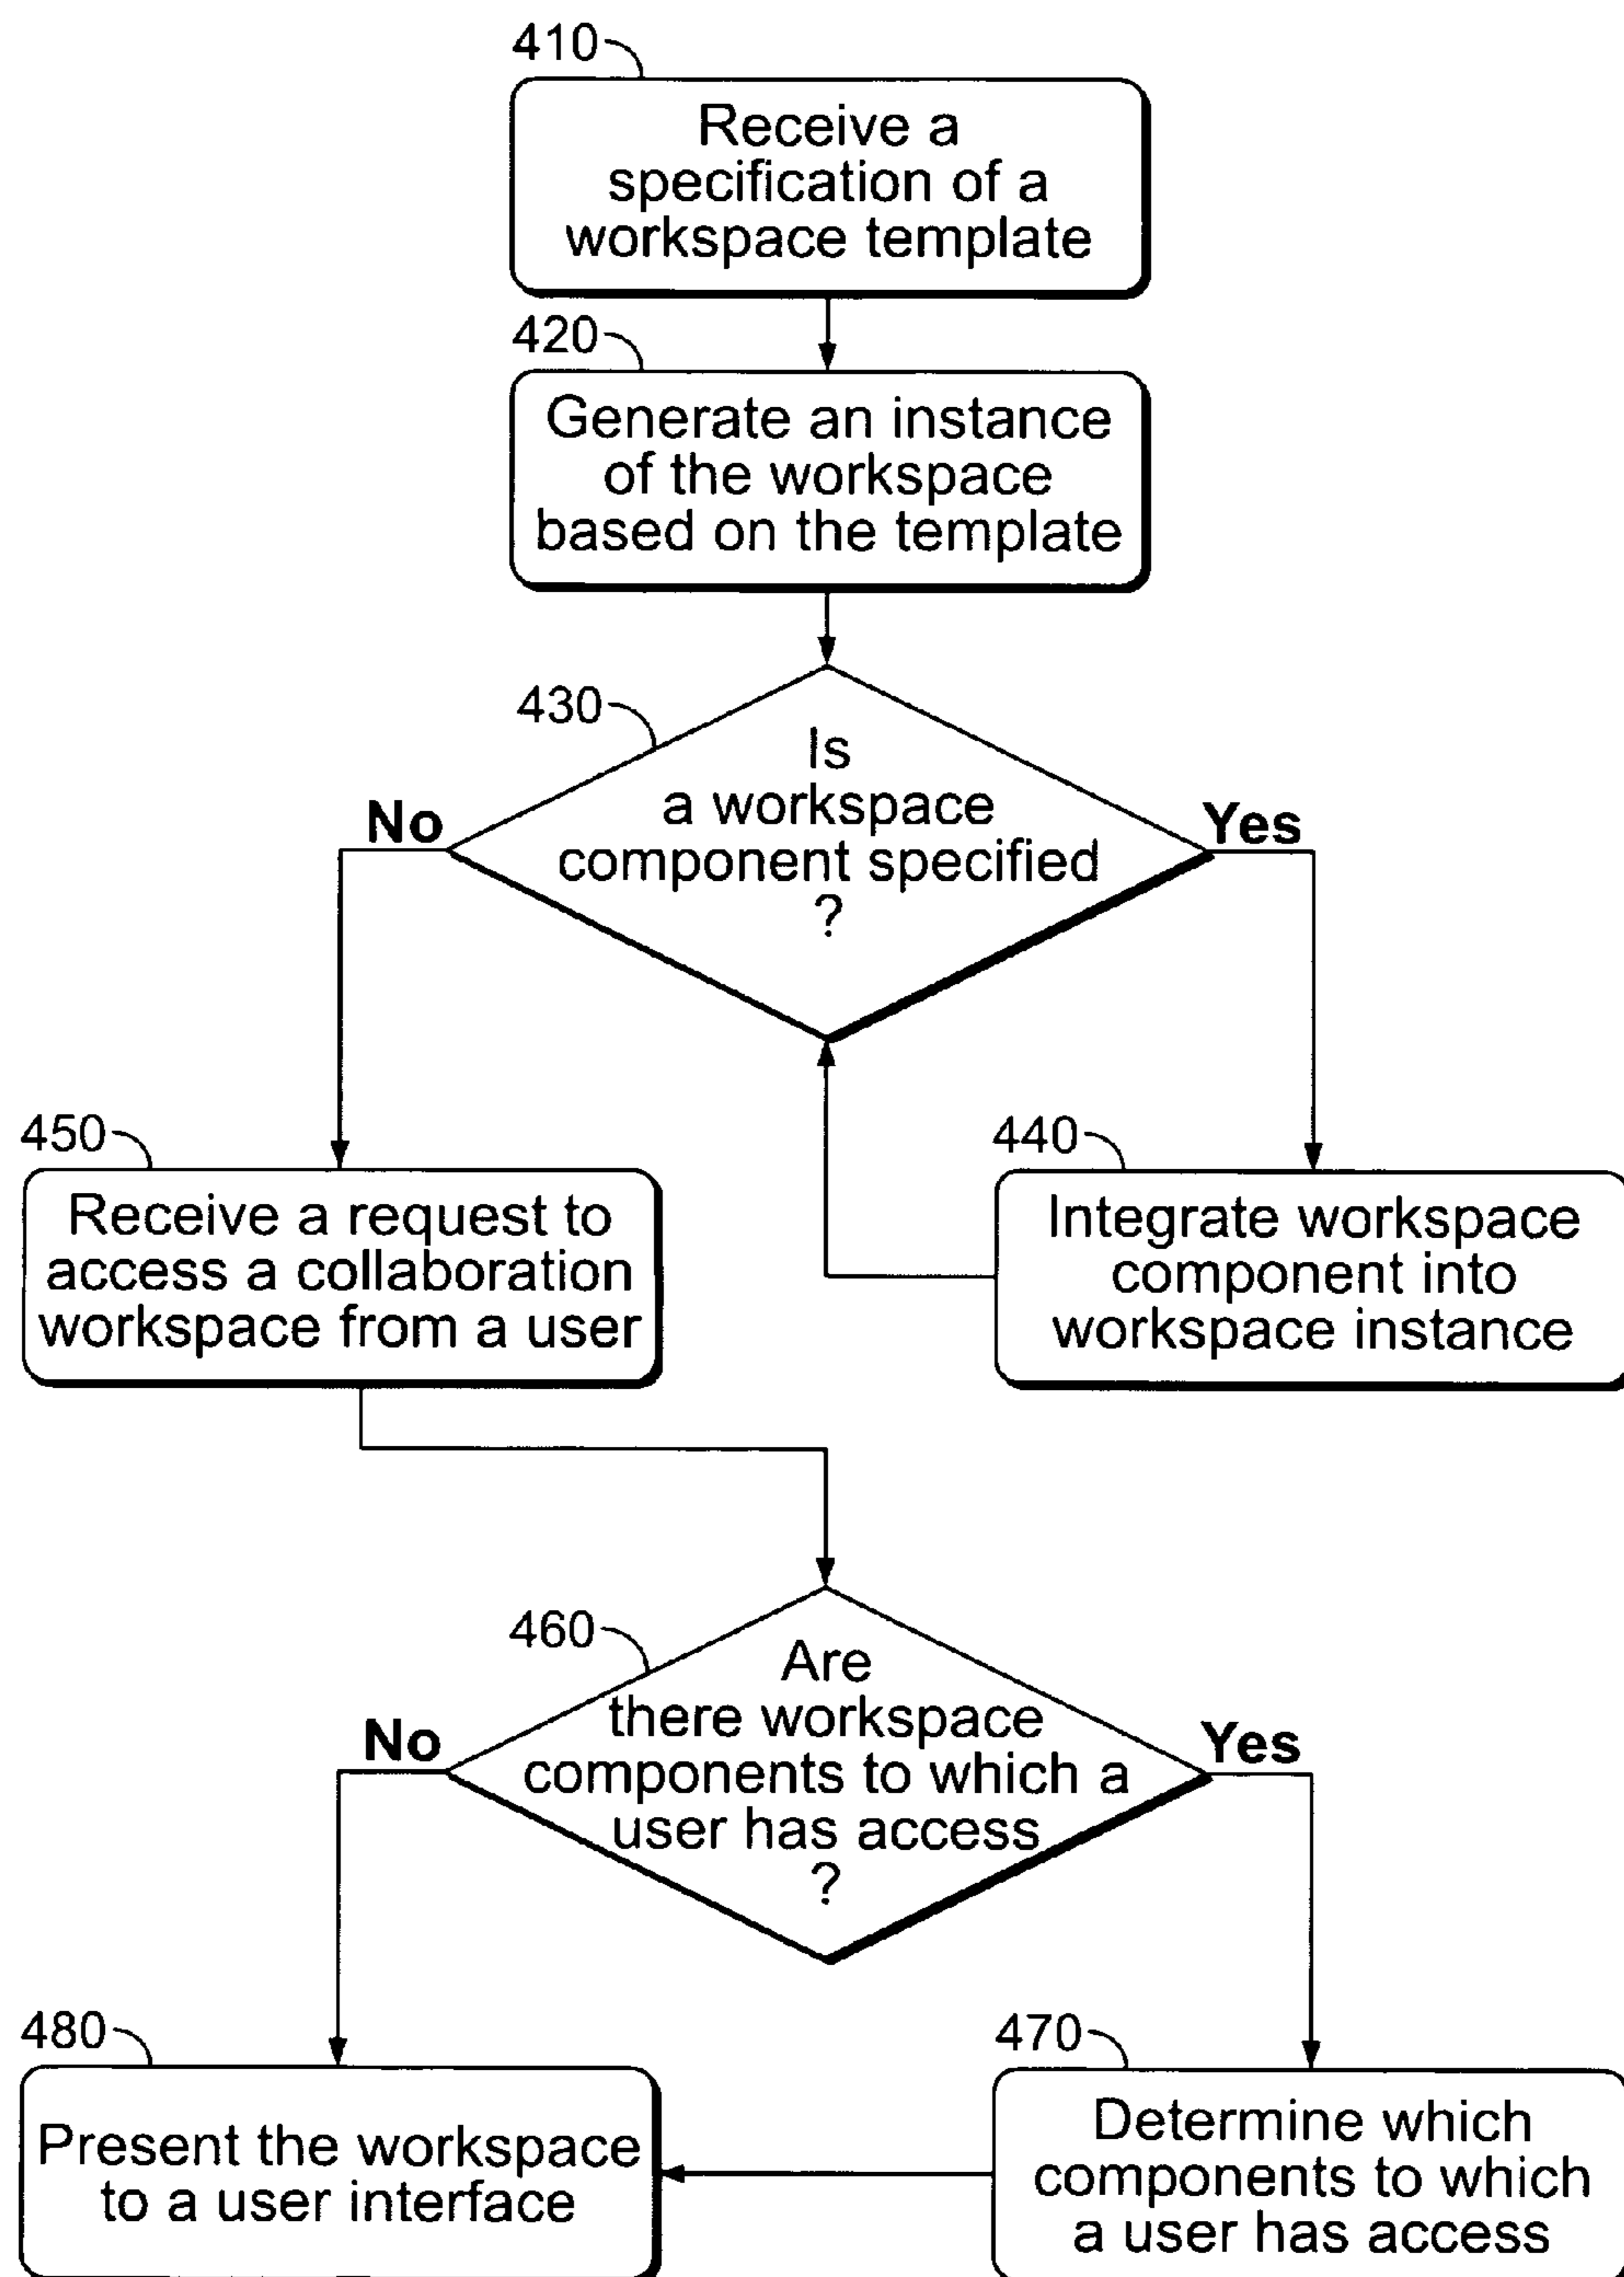 410
Receive a
specification of a
workspace template
420
Generate an instance
of the workspace
based on the template
430
Is
a workspace
component specified
?
No
Yes
450
Receive a request to
access a collaboration
workspace from a user
440
Integrate workspace
component into
workspace instance
460
Are
there workspace
components to which a
user has access
?
No
Yes
480
Present the workspace
to a user interface
470
Determine which
components to which
a user has access